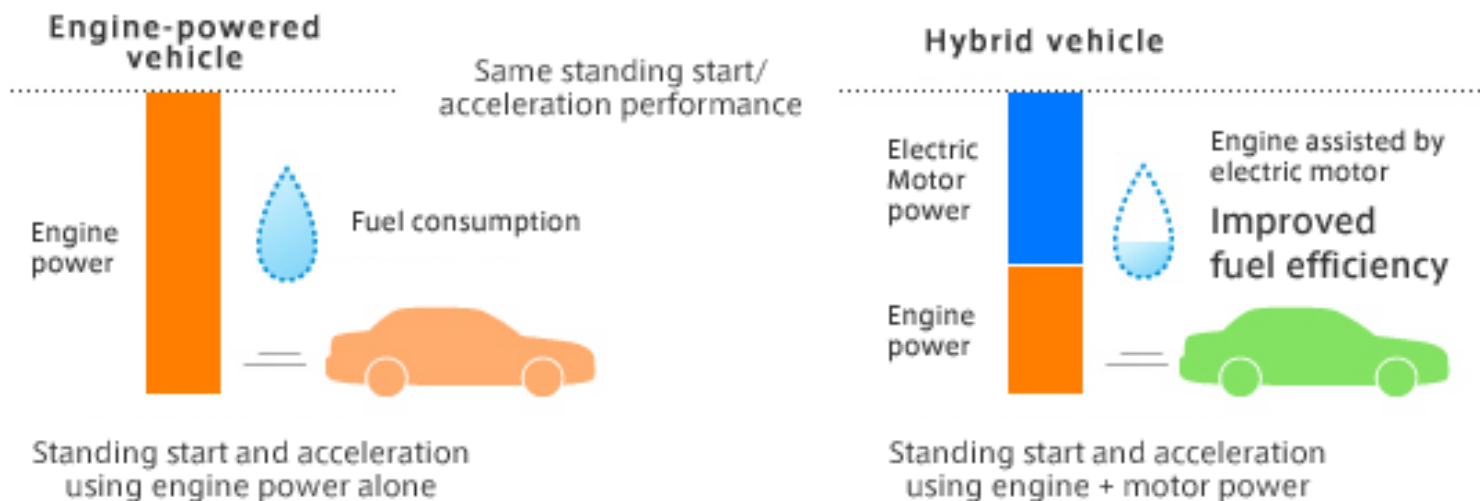 Engine-powered
vehicle
Same standing start/
acceleration performance
Engine
power
Fuel consumption
Standing start and acceleration
using engine power alone
Hybrid vehicle
Electric
Motor
power
Engine assisted by
electric motor
Improved
fuel efficiency
Engine
power
Standing start and acceleration
using engine + motor power